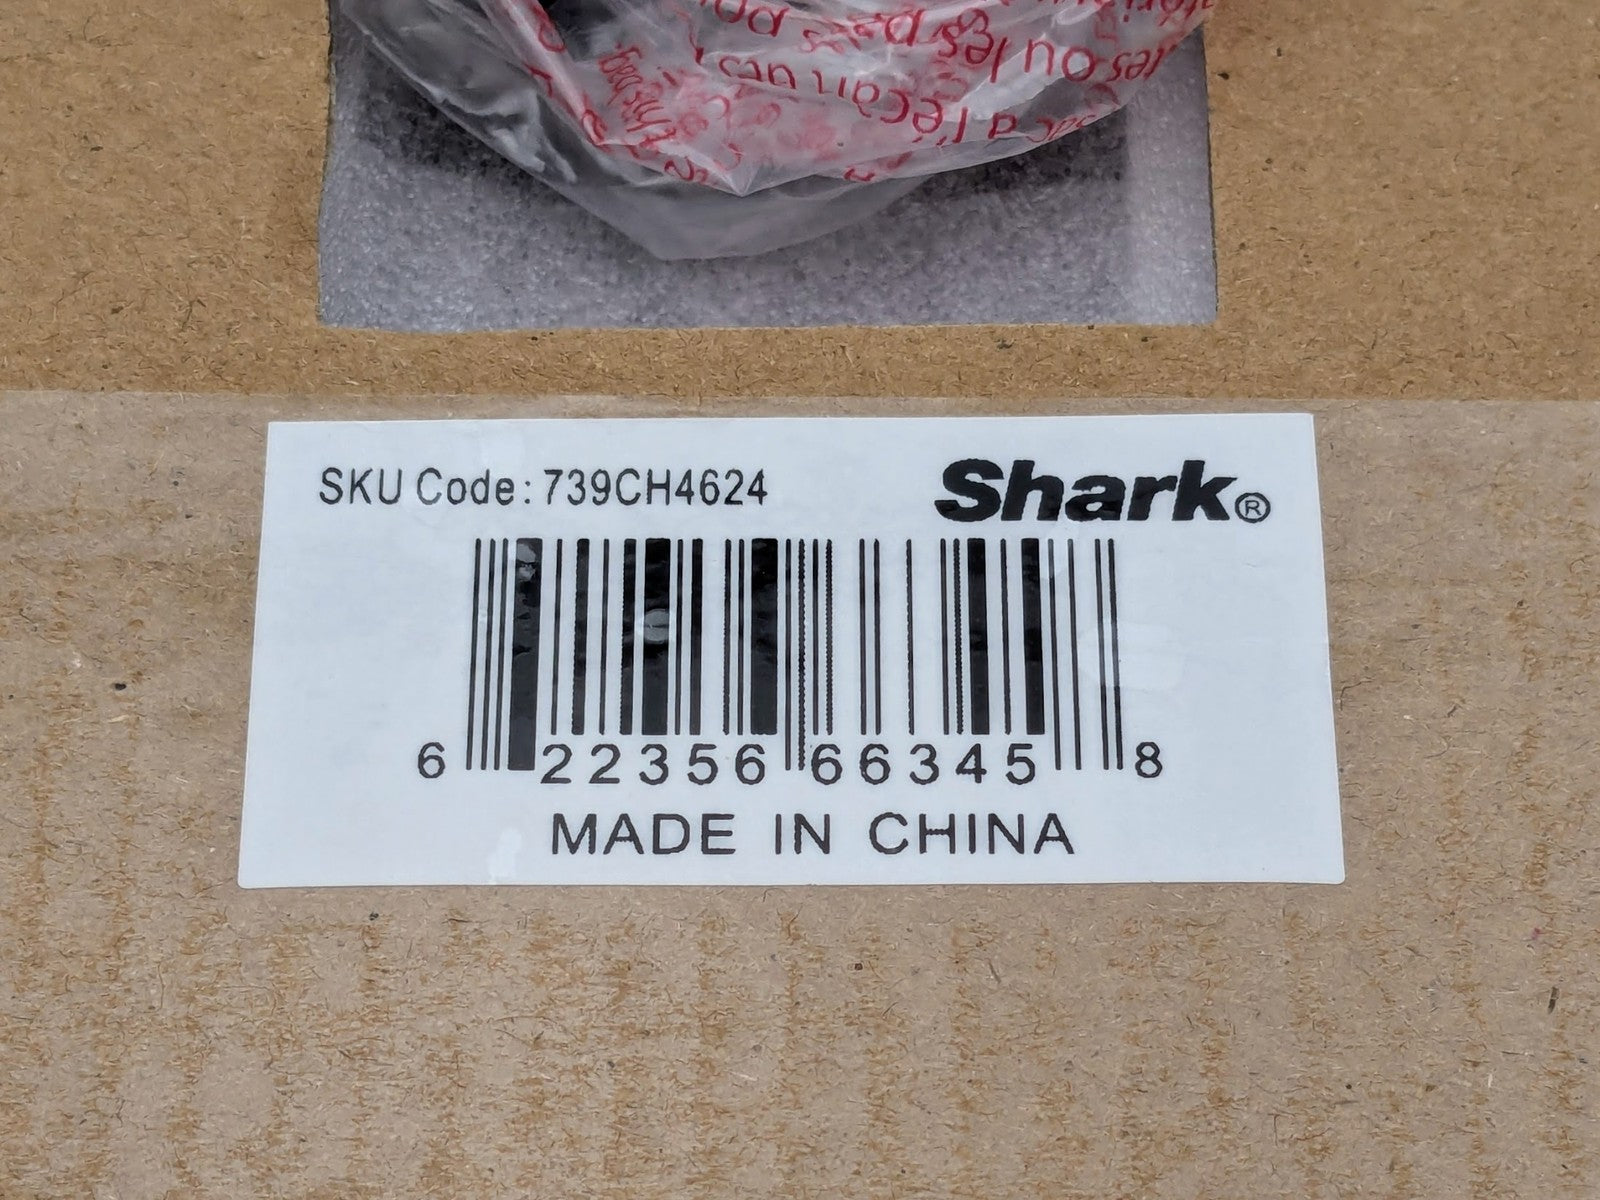 SKU Code: 739CH4624
Shark®
6 22356 66345 8
MADE IN CHINA